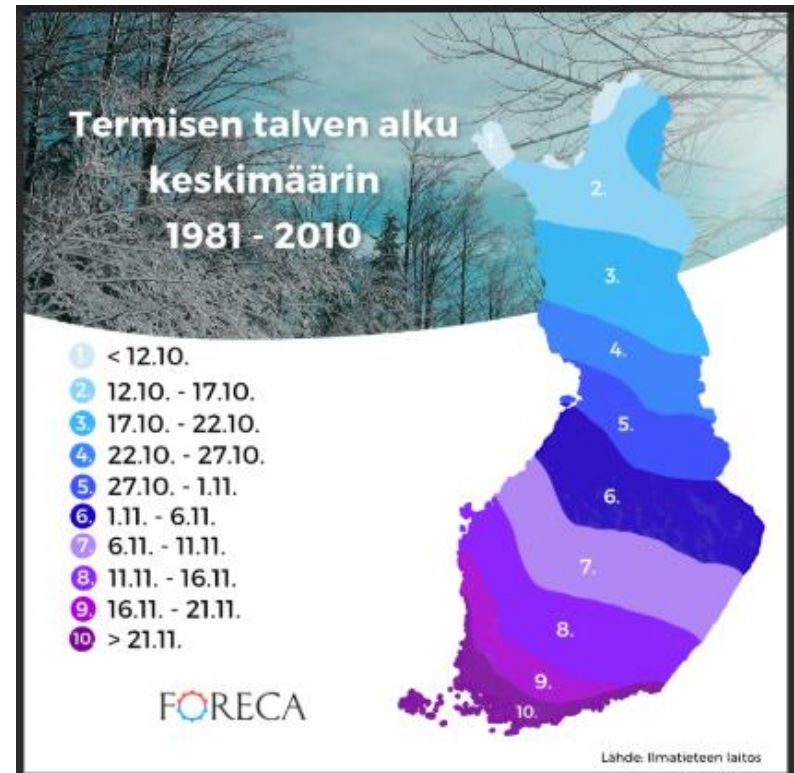 Termisen talven alku
keskimäärin
1981 - 2010
1.
2.
3.
4.
5.
6.
7.
8.
9.
10.
1. < 12.10.
2. 12.10. - 17.10.
3. 17.10. - 22.10.
4. 22.10. - 27.10.
5. 27.10. - 1.11.
6. 1.11. - 6.11.
7. 6.11. - 11.11.
8. 11.11. - 16.11.
9. 16.11. - 21.11.
10. > 21.11.
FORECA
Lähde: Ilmatieteen laitos